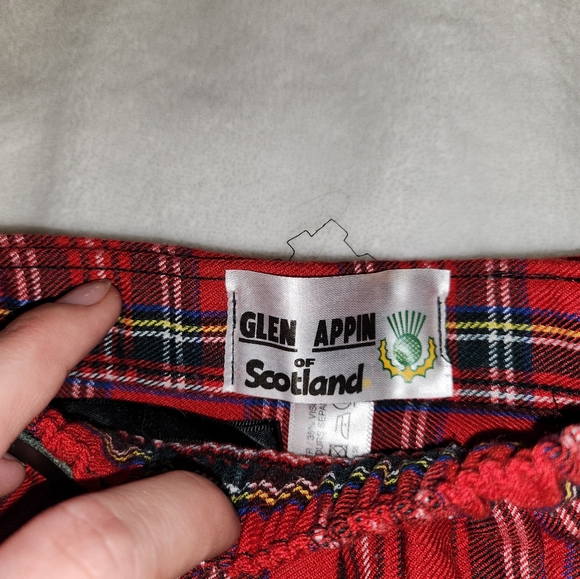 GLEN APPIN
OF
Scotland